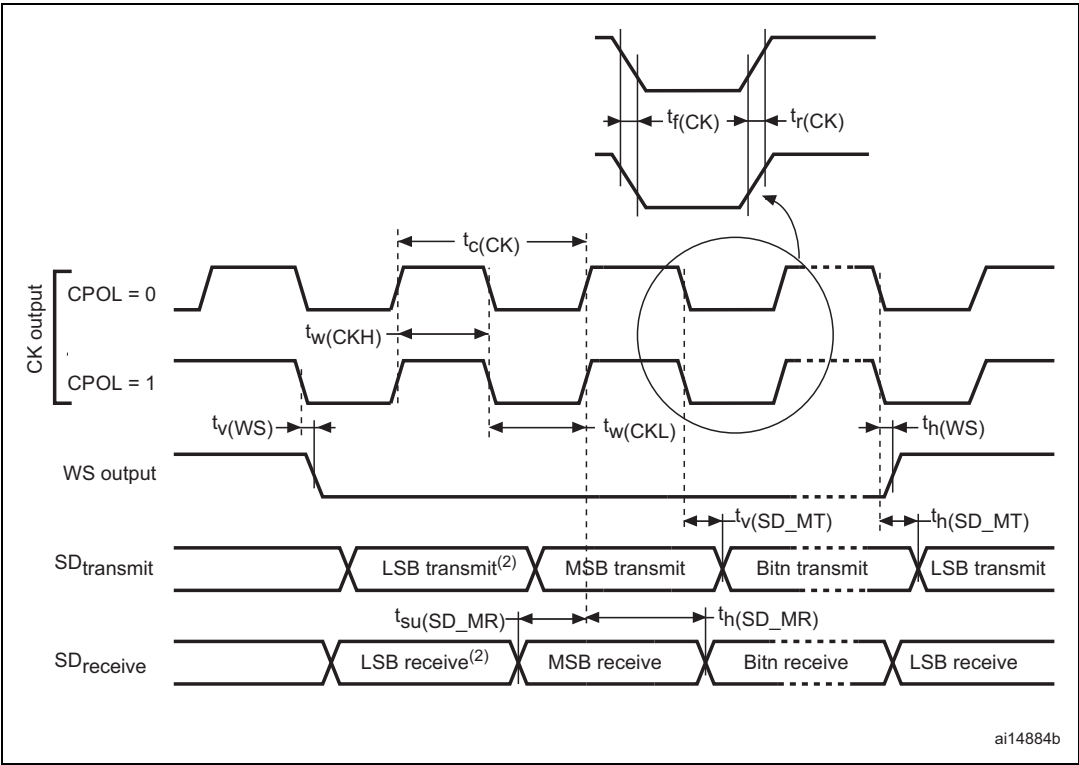 tf(CK)
tr(CK)
tc(CK)
CK output
CPOL = 0
tw(CKH)
CPOL = 1
tv(WS)
tw(CKL)
th(WS)
WS output
tv(SD_MT)
th(SD_MT)
SDtransmit
LSB transmit(2)
MSB transmit
Bitn transmit
LSB transmit
tsu(SD_MR)
th(SD_MR)
SDreceive
LSB receive(2)
MSB receive
Bitn receive
LSB receive
ai14884b